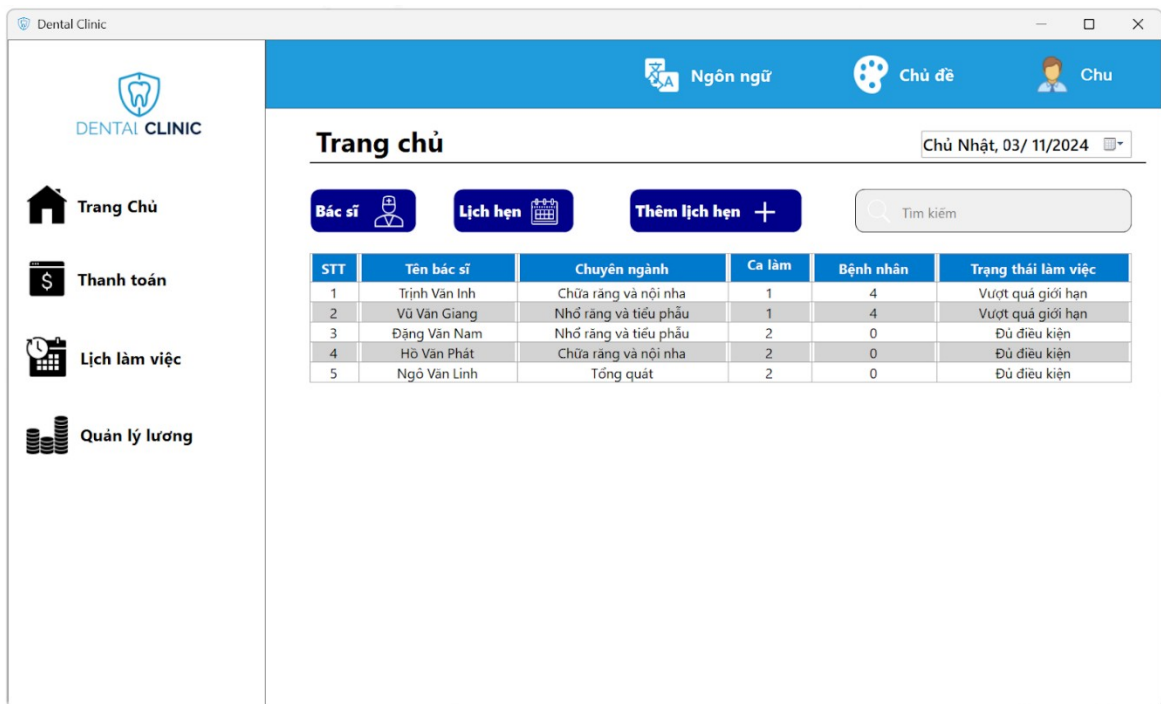 Dental Clinic
DENTAL CLINIC
Ngôn ngữ
Chủ đề
Chu
Trang chủ
Chủ Nhật, 03/ 11/2024
Trang Chủ
Thanh toán
Lịch làm việc
Quản lý lương
Bác sĩ
Lịch hẹn
Thêm lịch hẹn
Tìm kiếm
STT Tên bác sĩ Chuyên ngành Ca làm Bệnh nhân Trạng thái làm việc
1 Trịnh Văn Inh Chữa răng và nội nha 1 4 Vượt quá giới hạn
2 Vũ Văn Giang Nhổ răng và tiểu phẫu 1 4 Vượt quá giới hạn
3 Đặng Văn Nam Nhổ răng và tiểu phẫu 2 0 Đủ điều kiện
4 Hồ Văn Phát Chữa răng và nội nha 2 0 Đủ điều kiện
5 Ngô Văn Linh Tổng quát 2 0 Đủ điều kiện